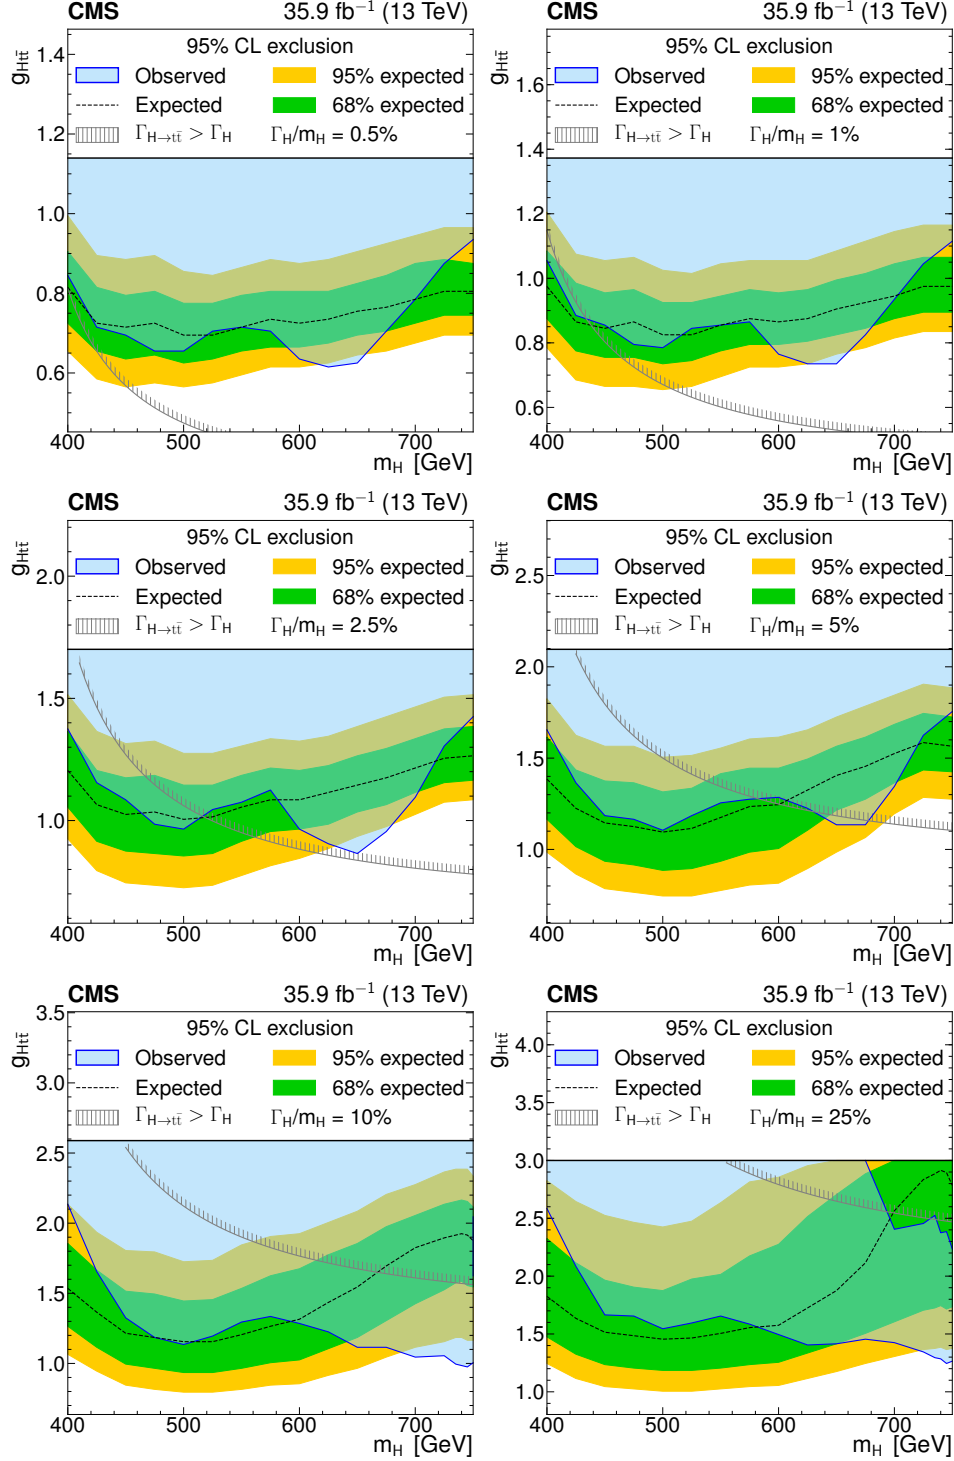 CMS 35.9 fb⁻¹ (13 TeV)
g_Htt̄
95% CL exclusion
Observed 95% expected
Expected 68% expected
Γ_H→tt̄ > Γ_H Γ_H/m_H = 0.5%
1.4
1.2
1.0
0.8
0.6
400 500 600 700
m_H [GeV]
CMS 35.9 fb⁻¹ (13 TeV)
g_Htt̄
95% CL exclusion
Observed 95% expected
Expected 68% expected
Γ_H→tt̄ > Γ_H Γ_H/m_H = 1%
1.6
1.4
1.2
1.0
0.8
0.6
400 500 600 700
m_H [GeV]
CMS 35.9 fb⁻¹ (13 TeV)
g_Htt̄
95% CL exclusion
Observed 95% expected
Expected 68% expected
Γ_H→tt̄ > Γ_H Γ_H/m_H = 2.5%
2.0
1.5
1.0
400 500 600 700
m_H [GeV]
CMS 35.9 fb⁻¹ (13 TeV)
g_Htt̄
95% CL exclusion
Observed 95% expected
Expected 68% expected
Γ_H→tt̄ > Γ_H Γ_H/m_H = 5%
2.5
2.0
1.5
1.0
400 500 600 700
m_H [GeV]
CMS 35.9 fb⁻¹ (13 TeV)
g_Htt̄
95% CL exclusion
Observed 95% expected
Expected 68% expected
Γ_H→tt̄ > Γ_H Γ_H/m_H = 10%
3.5
3.0
2.5
2.0
1.5
1.0
400 500 600 700
m_H [GeV]
CMS 35.9 fb⁻¹ (13 TeV)
g_Htt̄
95% CL exclusion
Observed 95% expected
Expected 68% expected
Γ_H→tt̄ > Γ_H Γ_H/m_H = 25%
4.0
3.5
3.0
2.5
2.0
1.5
1.0
400 500 600 700
m_H [GeV]